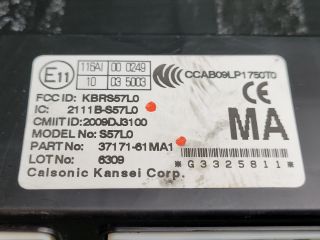 E11
116AI 00 0249
10 03 5003
CCAB09LP1750T0
FCC ID: KBRS57L0
IC: 2111B-S57L0
CMIIT ID: 2009DJ3100
MODEL No: S57L0
PART No: 37171-61MA1
LOT No: 6309
Calsonic Kansei Corp.
MA
*G3325811*